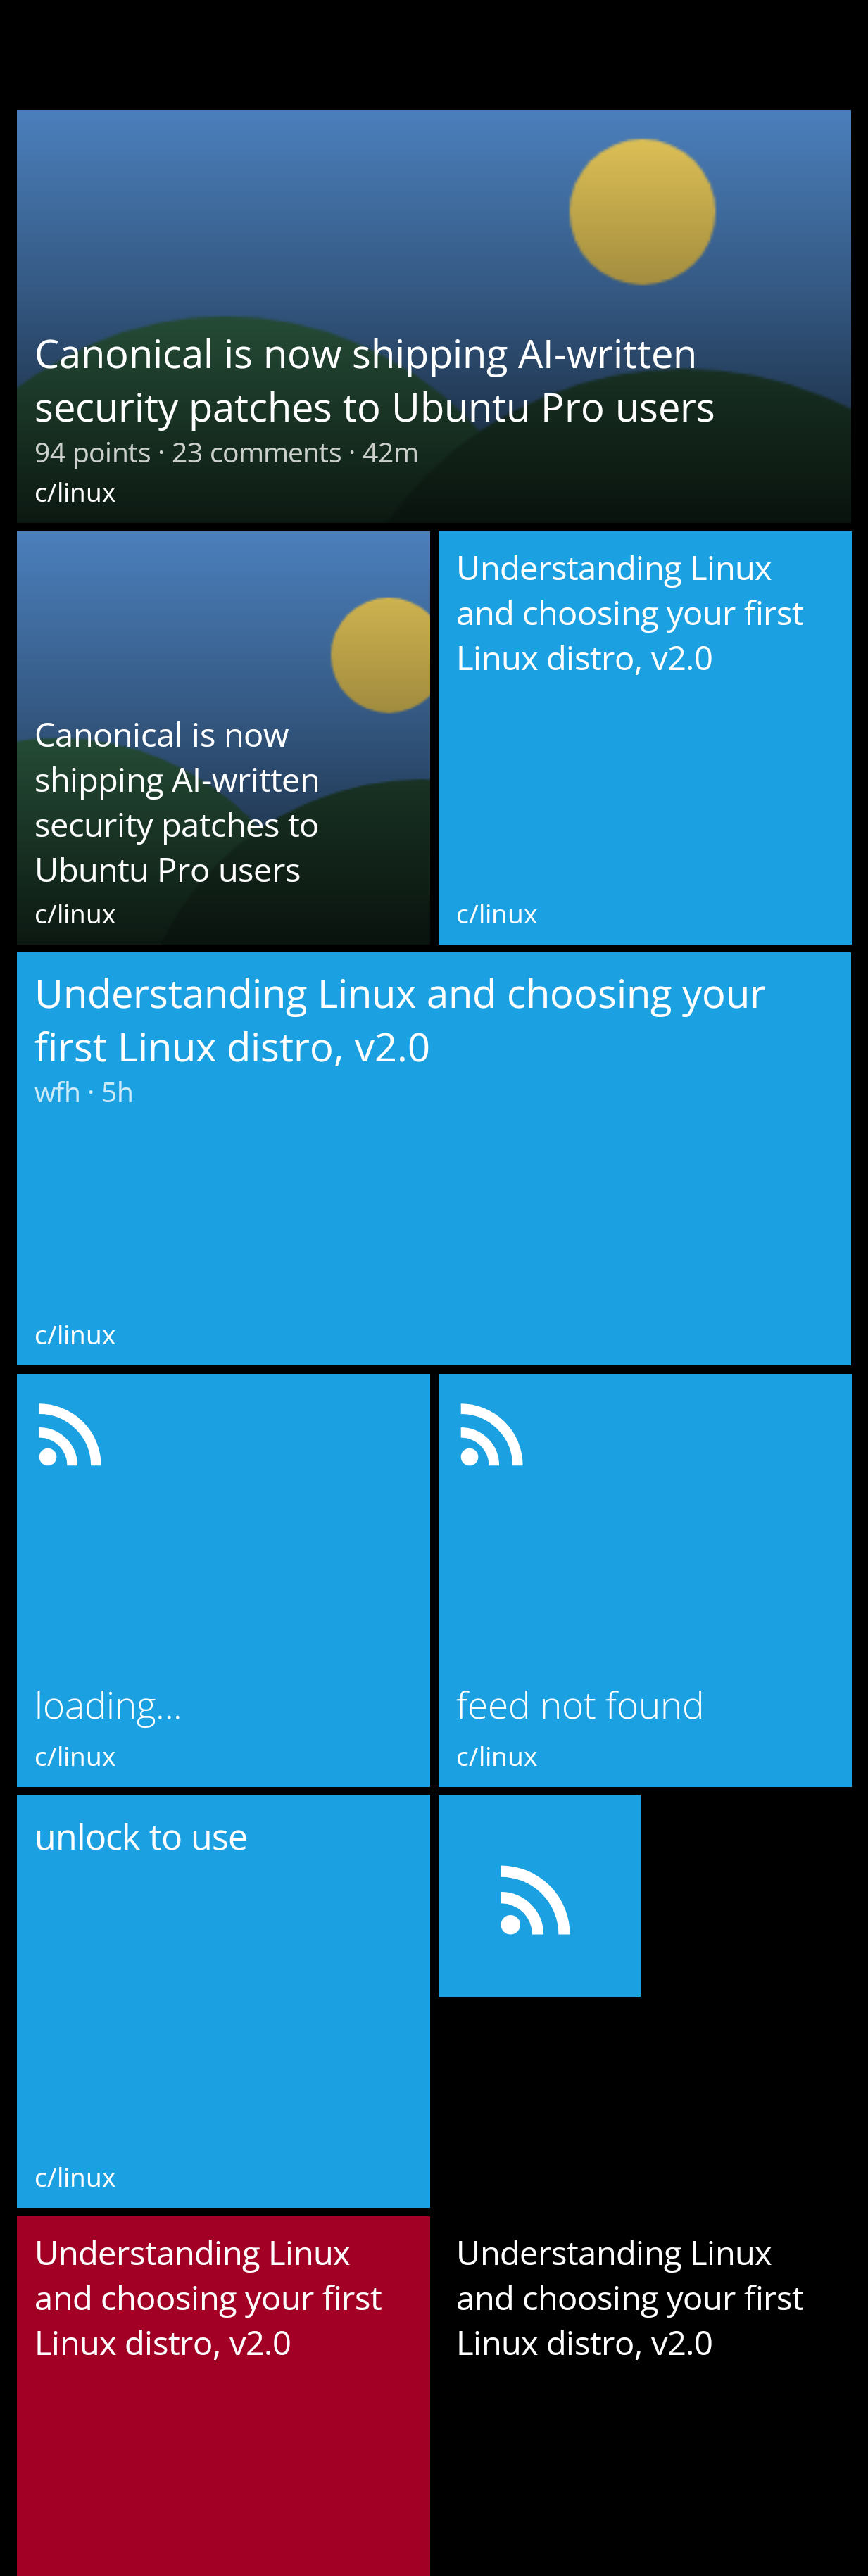 Canonical is now shipping AI-written
security patches to Ubuntu Pro users
94 points · 23 comments · 42m
c/linux
Canonical is now
shipping AI-written
security patches to
Ubuntu Pro users
c/linux
Understanding Linux
and choosing your first
Linux distro, v2.0
c/linux
Understanding Linux and choosing your
first Linux distro, v2.0
wfh · 5h
c/linux
loading...
c/linux
feed not found
c/linux
unlock to use
c/linux
Understanding Linux
and choosing your first
Linux distro, v2.0
Understanding Linux
and choosing your first
Linux distro, v2.0